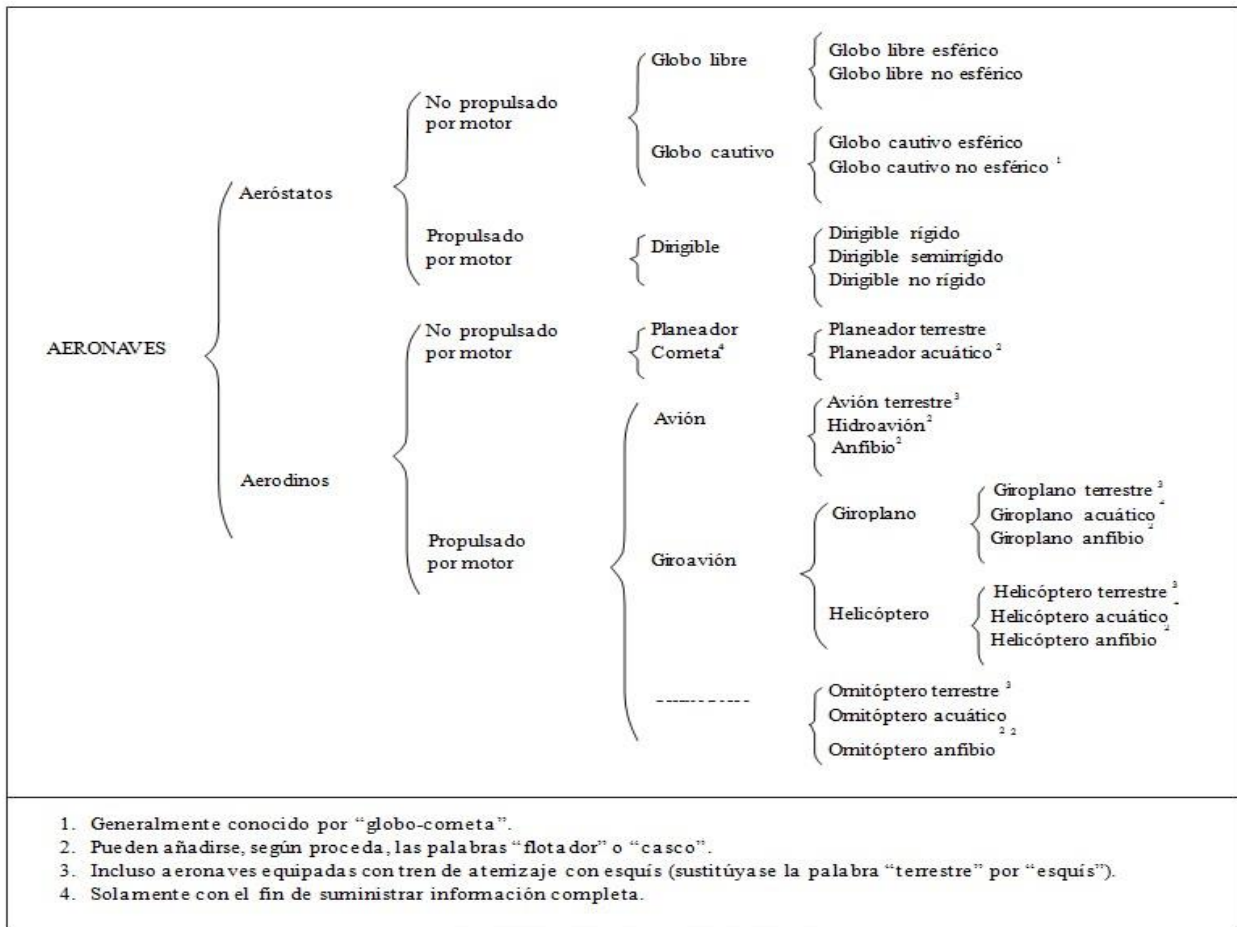 AERONAVES
Aeróstatos
No propulsado
por motor
Globo libre
Globo libre esférico
Globo libre no esférico
Globo cautivo
Globo cautivo esférico
Globo cautivo no esférico ¹
Propulsado
por motor
Dirigible
Dirigible rígido
Dirigible semirrígido
Dirigible no rígido
Aerodinos
No propulsado
por motor
Planeador
Cometa⁴
Planeador terrestre
Planeador acuático ²
Propulsado
por motor
Avión
Avión terrestre³
Hidroavión²
Anfibio²
Giroavión
Giroplano
Giroplano terrestre ³
Giroplano acuático
Giroplano anfibio ²
Helicóptero
Helicóptero terrestre ³
Helicóptero acuático
Helicóptero anfibio ²
Ornitóptero terrestre ³
Ornitóptero acuático
Ornitóptero anfibio ² ²
1. Generalmente conocido por “globo-cometa”.
2. Pueden añadirse, según proceda, las palabras “flotador” o “casco”.
3. Incluso aeronaves equipadas con tren de aterrizaje con esquís (sustitúyase la palabra “terrestre” por “esquís”).
4. Solamente con el fin de suministrar información completa.